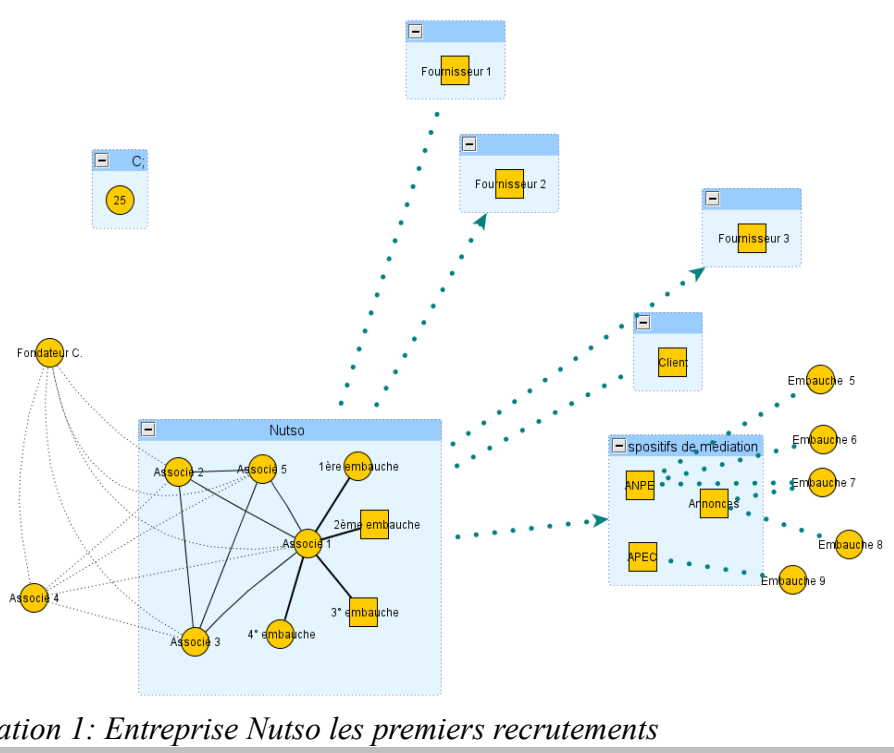 Fournisseur 1
C;
25
Fournisseur 2
Fournisseur 3
Fondateur C.
Client
Embauche 5
Nutso
spositifs de médiation
Embauche 6
Associé 2
Associé 5
1ère embauche
ANPE
Embauche 7
Annonces
2ème embauche
Associé 1
Embauche 8
APEC
Embauche 9
Associé 4
3° embauche
4° embauche
Associé 3
ation 1: Entreprise Nutso les premiers recrutements